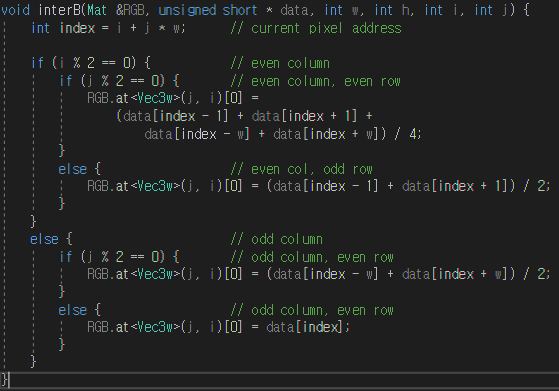 void interB(Mat &RGB, unsigned short * data, int w, int h, int i, int j) {
    int index = i + j * w;      // current pixel address

    if (i % 2 == 0) {           // even column
        if (j % 2 == 0) {       // even column, even row
            RGB.at<Vec3w>(j, i)[0] =
                (data[index - 1] + data[index + 1] +
                    data[index - w] + data[index + w]) / 4;
        }
        else {                  // even col, odd row
            RGB.at<Vec3w>(j, i)[0] = (data[index - 1] + data[index + 1]) / 2;
        }
    }
    else {                      // odd column
        if (j % 2 == 0) {       // odd column, even row
            RGB.at<Vec3w>(j, i)[0] = (data[index - w] + data[index + w]) / 2;
        }
        else {                  // odd column, even row
            RGB.at<Vec3w>(j, i)[0] = data[index];
        }
    }
}